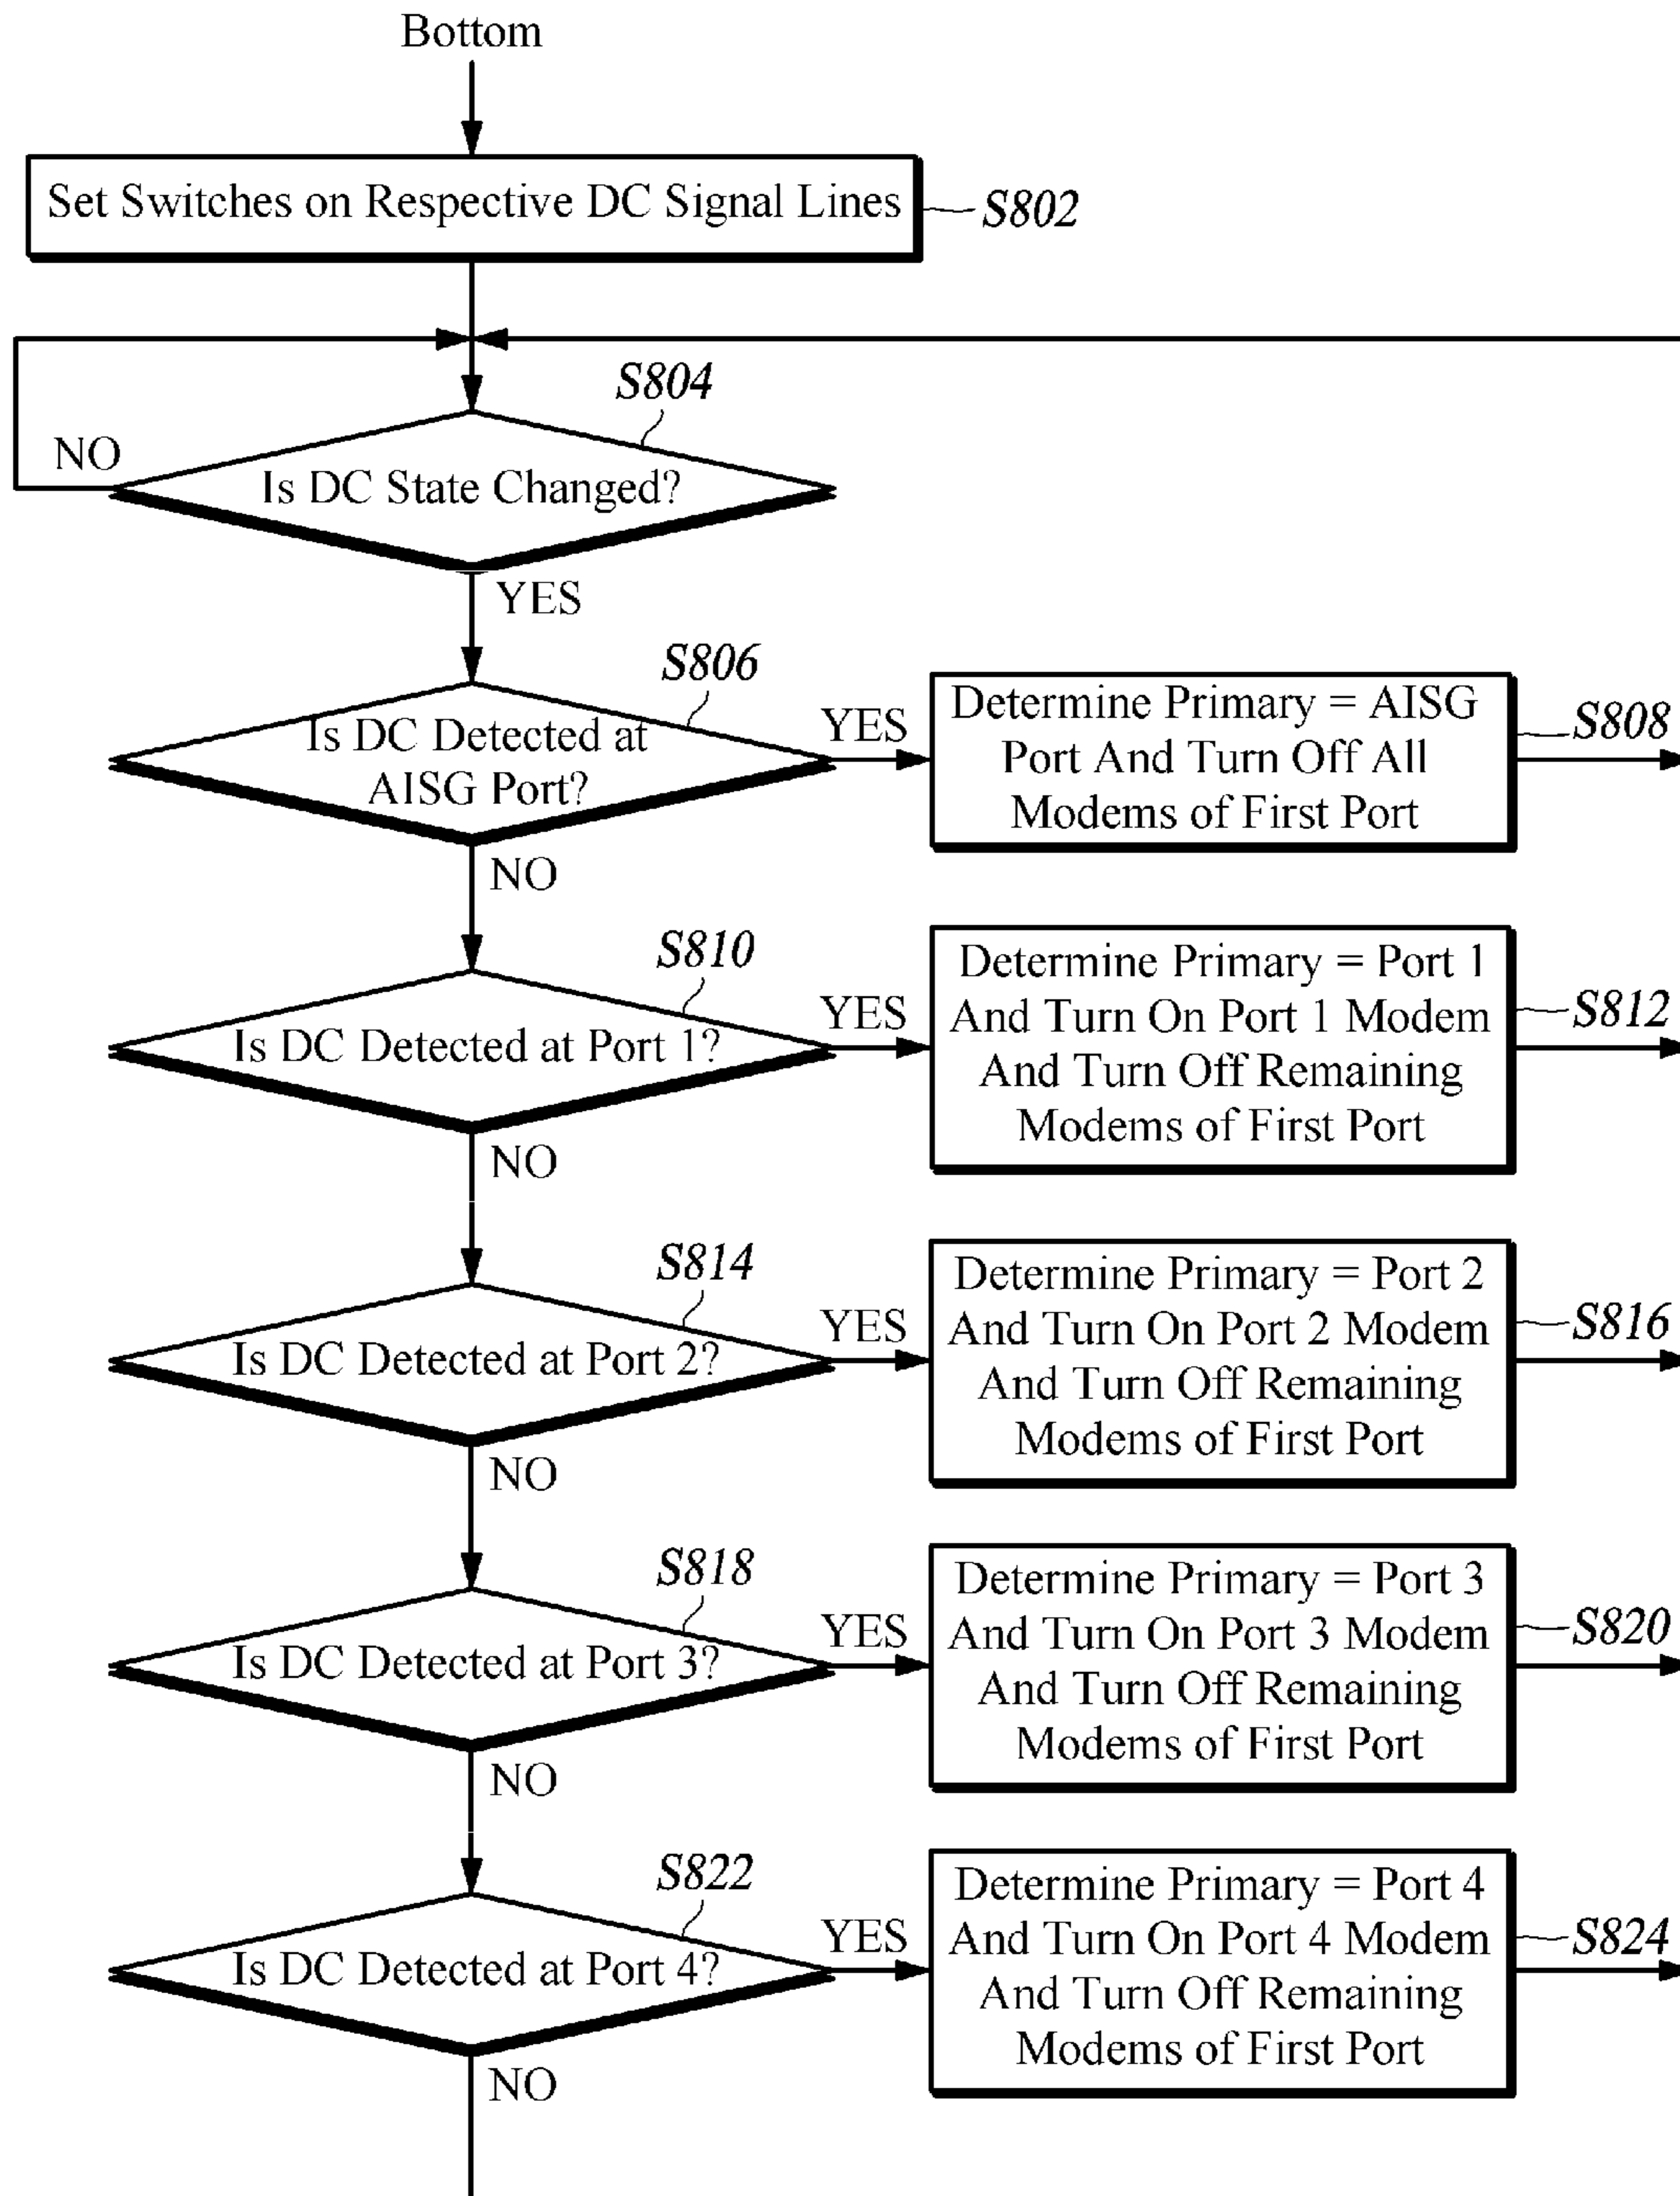 Bottom
Set Switches on Respective DC Signal Lines
S802
S804
NO
Is DC State Changed?
YES
S806
Is DC Detected at
AISG Port?
YES
Determine Primary = AISG
Port And Turn Off All
Modems of First Port
S808
NO
S810
Is DC Detected at Port 1?
YES
Determine Primary = Port 1
And Turn On Port 1 Modem
And Turn Off Remaining
Modems of First Port
S812
NO
S814
Is DC Detected at Port 2?
YES
Determine Primary = Port 2
And Turn On Port 2 Modem
And Turn Off Remaining
Modems of First Port
S816
NO
S818
Is DC Detected at Port 3?
YES
Determine Primary = Port 3
And Turn On Port 3 Modem
And Turn Off Remaining
Modems of First Port
S820
NO
S822
Is DC Detected at Port 4?
YES
Determine Primary = Port 4
And Turn On Port 4 Modem
And Turn Off Remaining
Modems of First Port
S824
NO